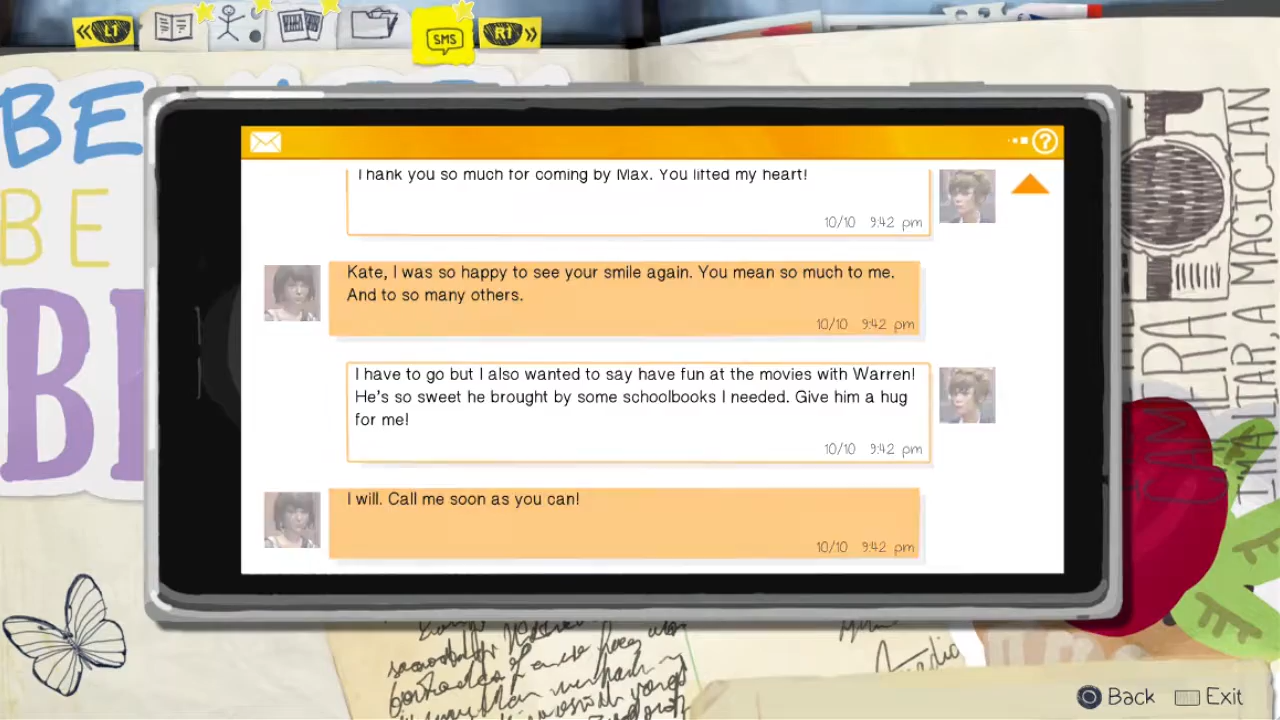 L1
SMS
R1
BE
BE
Thank you so much for coming by Max. You lifted my heart!
10/10 9:42 pm
Kate, I was so happy to see your smile again. You mean so much to me.
And to so many others.
10/10 9:42 pm
I have to go but I also wanted to say have fun at the movies with Warren!
He's so sweet he brought by some schoolbooks I needed. Give him a hug
for me!
10/10 9:42 pm
I will. Call me soon as you can!
10/10 9:42 pm
?
A MAGICIAN
LIAR,
Back
Exit